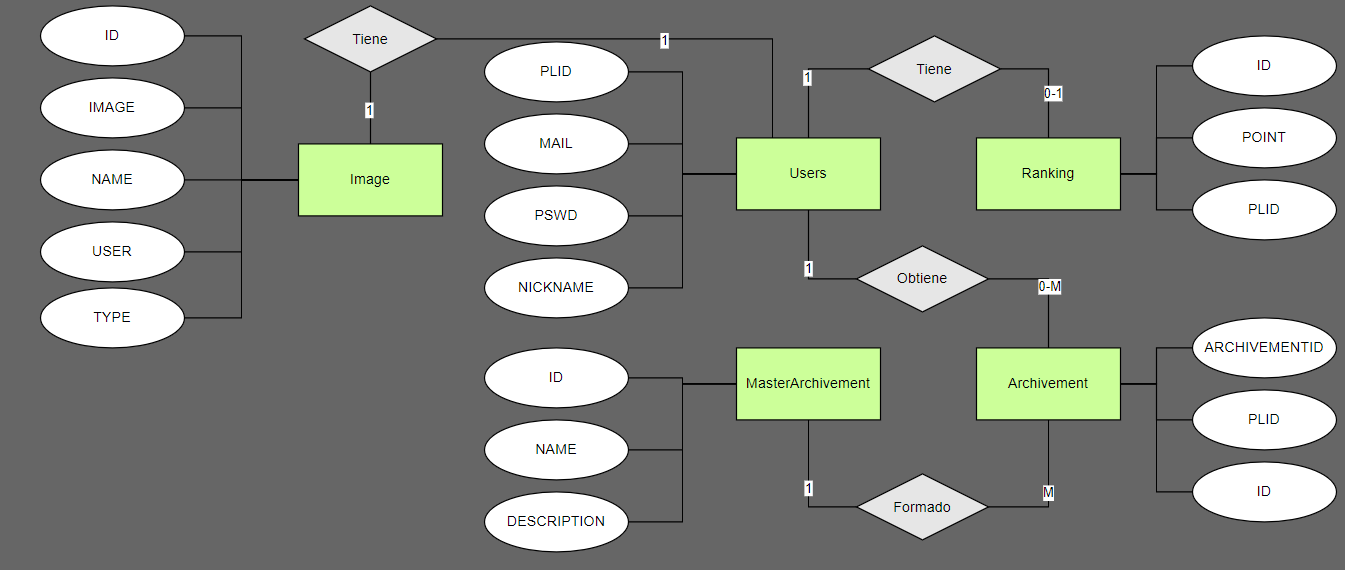 ID
IMAGE
NAME
USER
TYPE
Tiene
1
1
Image
PLID
MAIL
PSWD
NICKNAME
Users
1
Tiene
0-1
Ranking
ID
POINT
PLID
1
Obtiene
0-M
ID
NAME
DESCRIPTION
MasterArchivement
Archivement
ARCHIVEMENTID
PLID
ID
1
Formado
M